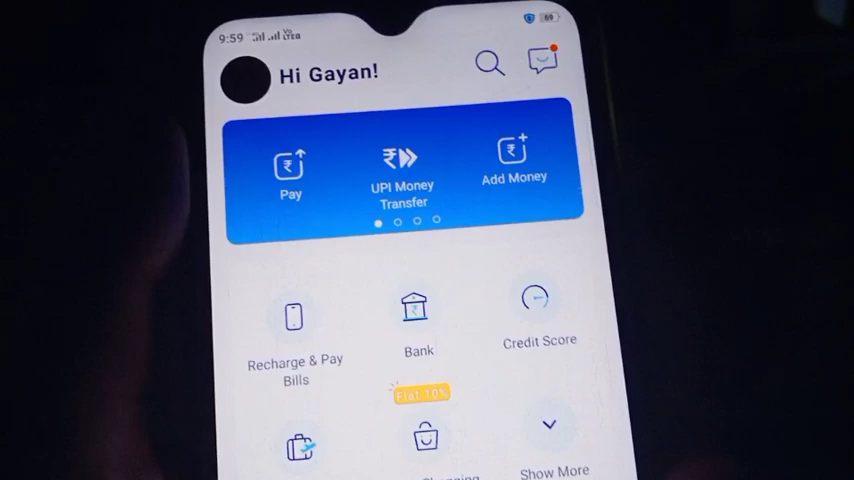 9:59
69
Hi Gayan!
Pay
UPI Money
Transfer
Add Money
Recharge & Pay
Bills
Bank
Credit Score
Flat 10%
Show More